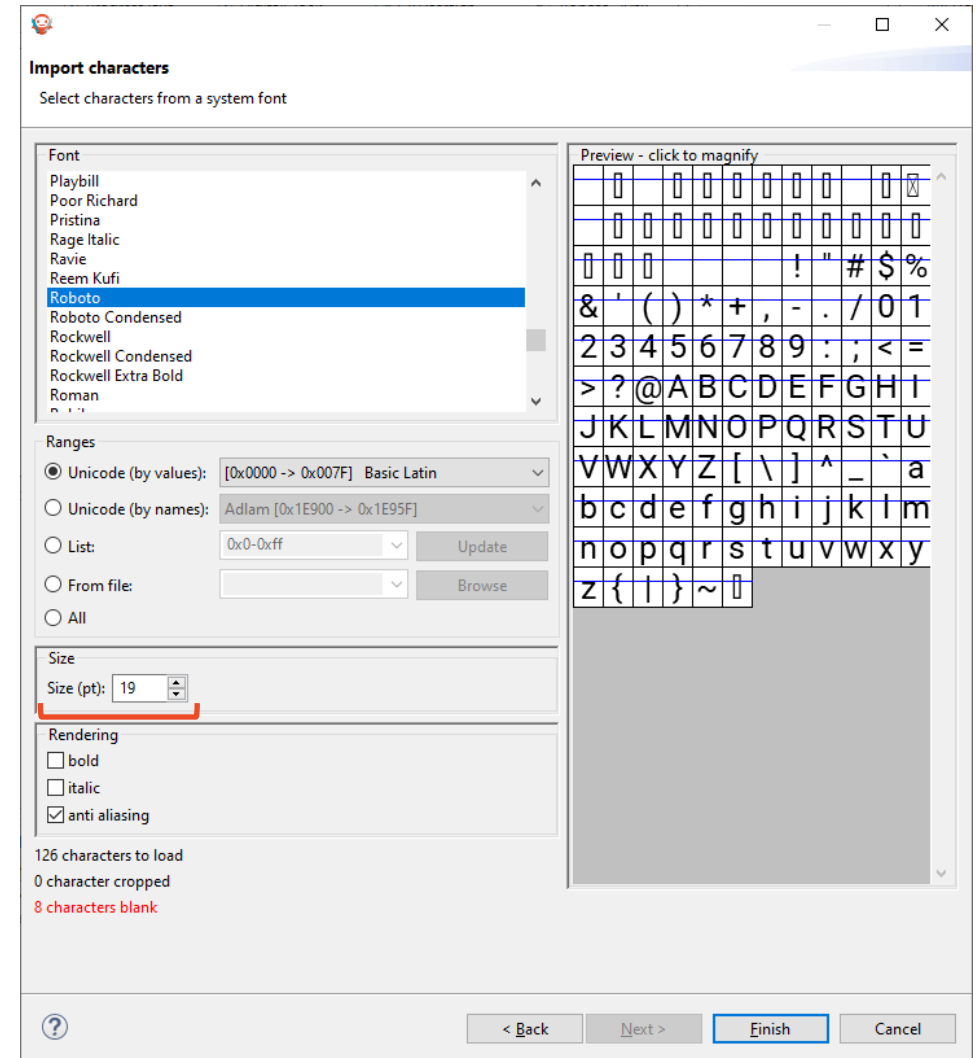 Import characters
Select characters from a system font
Font
Playbill
Poor Richard
Pristina
Rage Italic
Ravie
Reem Kufi
Roboto
Roboto Condensed
Rockwell
Rockwell Condensed
Rockwell Extra Bold
Roman
Ranges
Unicode (by values): [0x0000 -> 0x007F] Basic Latin
Unicode (by names): Adlam [0x1E900 -> 0x1E95F]
List: 0x0-0xff Update
From file: Browse
All
Size
Size (pt): 19
Rendering
bold
italic
anti aliasing
126 characters to load
0 character cropped
8 characters blank
Preview - click to magnify
! " # $ %
& ' ( ) * + , - . / 0 1
2 3 4 5 6 7 8 9 : ; < =
> ? @ A B C D E F G H I
J K L M N O P Q R S T U
V W X Y Z [ \ ] ^ _ ` a
b c d e f g h i j k l m
n o p q r s t u v w x y
z { | } ~
? < Back Next > Finish Cancel